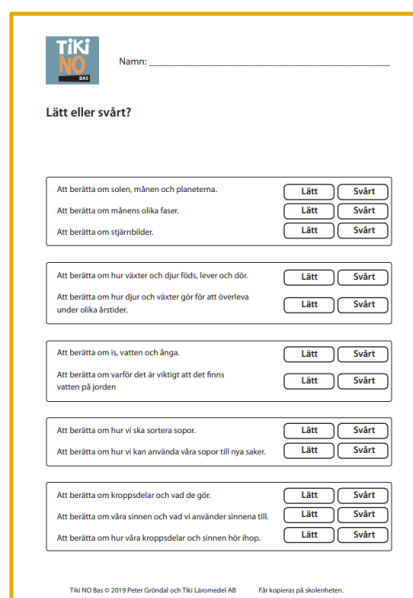 TiKi
NO
BAS
Namn:
Lätt eller svårt?
Att berätta om solen, månen och planeterna. Lätt Svårt
Att berätta om månens olika faser. Lätt Svårt
Att berätta om stjärnbilder. Lätt Svårt
Att berätta om hur växter och djur föds, lever och dör. Lätt Svårt
Att berätta om hur djur och växter gör för att överleva
under olika årstider. Lätt Svårt
Att berätta om is, vatten och ånga. Lätt Svårt
Att berätta om varför det är viktigt att det finns
vatten på jorden Lätt Svårt
Att berätta om hur vi ska sortera sopor. Lätt Svårt
Att berätta om hur vi kan använda våra sopor till nya saker. Lätt Svårt
Att berätta om kroppsdelar och vad de gör. Lätt Svårt
Att berätta om våra sinnen och vad vi använder sinnena till. Lätt Svårt
Att berätta om hur våra kroppsdelar och sinnen hör ihop. Lätt Svårt
Tiki NO Bas © 2019 Peter Gröndal och Tiki Läromedel AB Får kopieras på skolenheten.